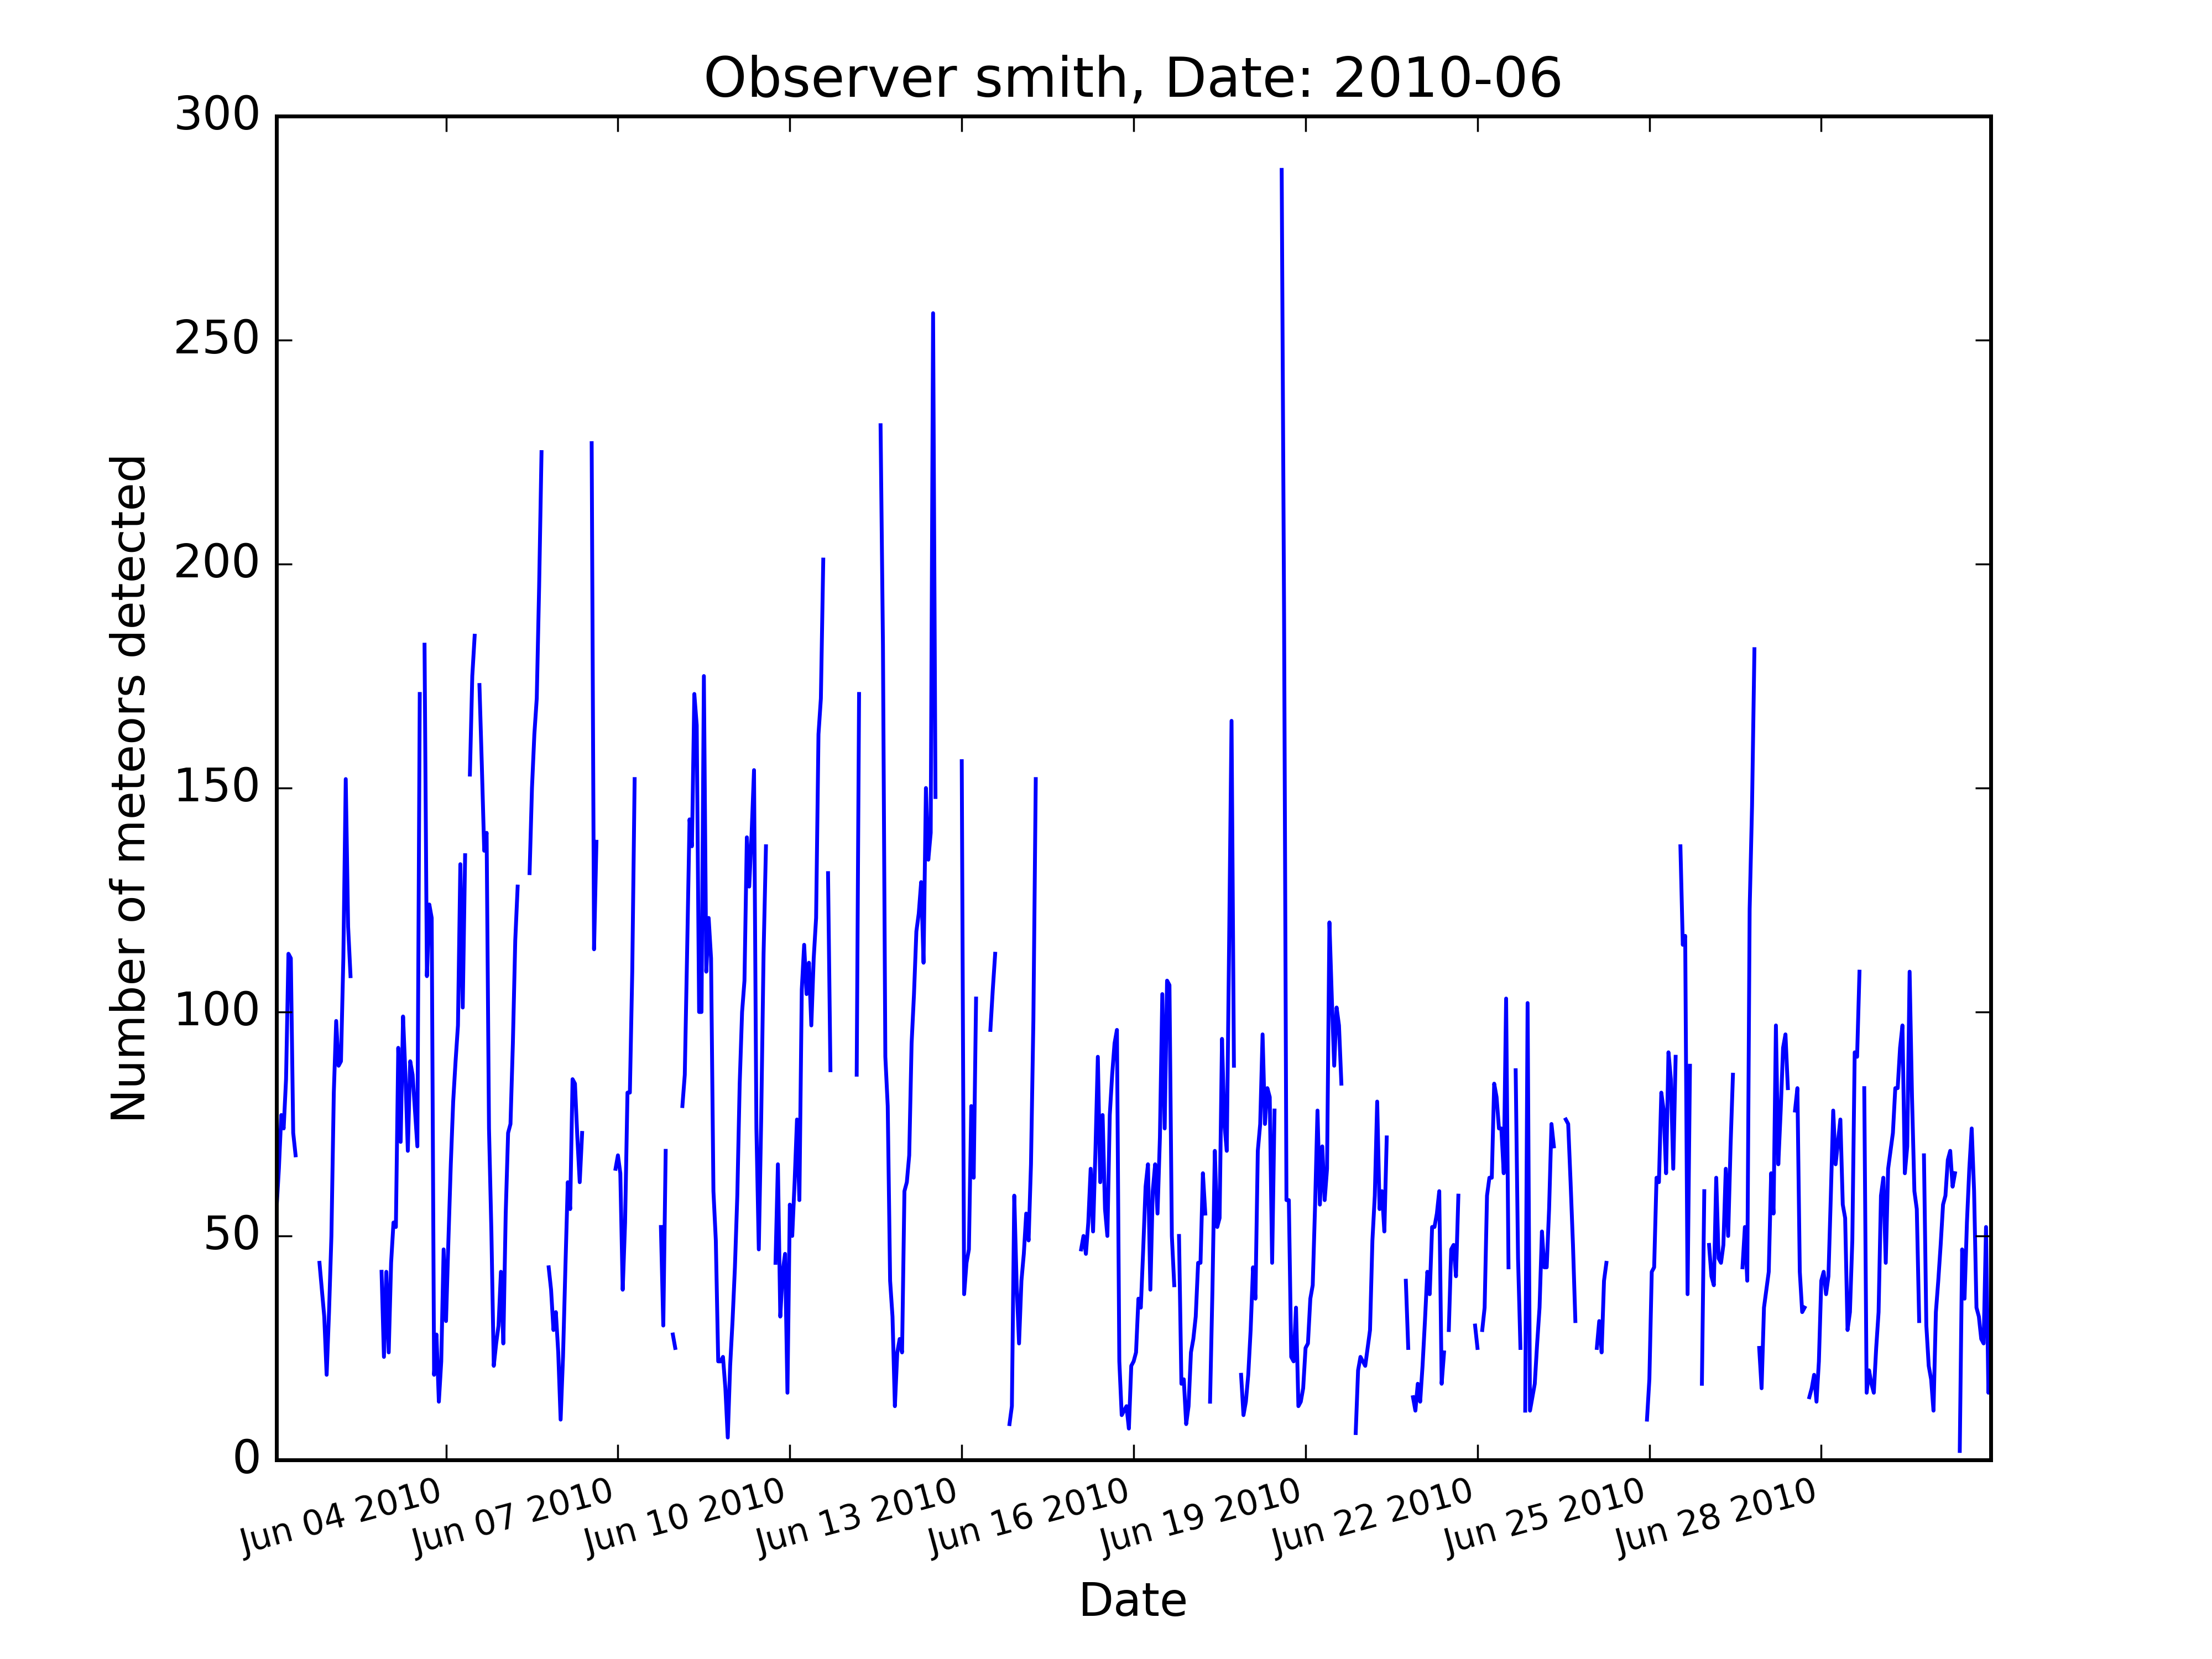 Observer smith, Date: 2010-06
Number of meteors detected
300
250
200
150
100
50
0
Jun 04 2010
Jun 07 2010
Jun 10 2010
Jun 13 2010
Jun 16 2010
Jun 19 2010
Jun 22 2010
Jun 25 2010
Jun 28 2010
Date